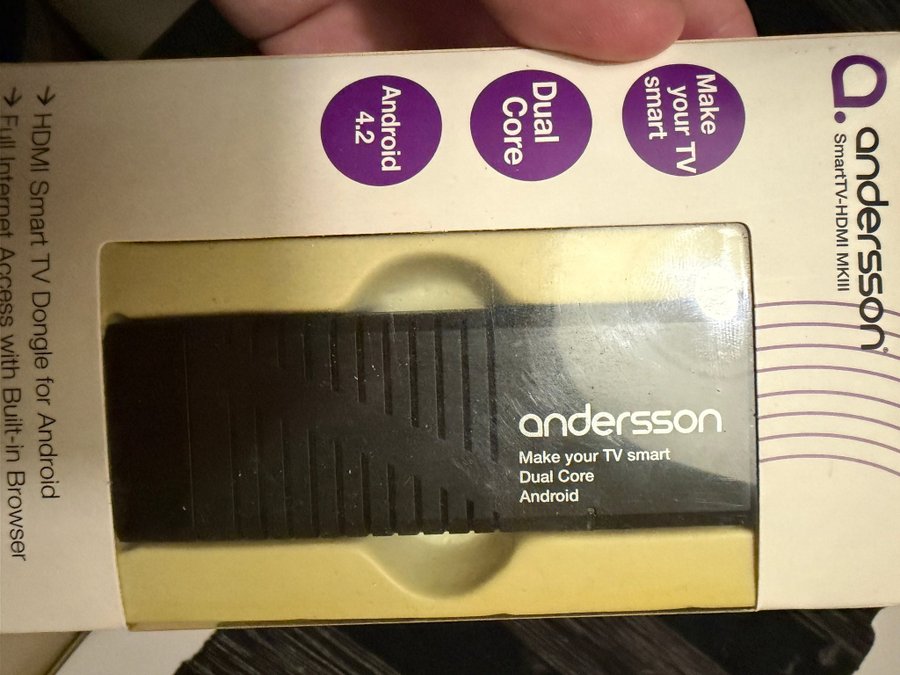 a.
andersson
SmartTV-HDMI MKIII
Make
your TV
smart
Dual
Core
Android
4.2
andersson
Make your TV smart
Dual Core
Android
→ HDMI Smart TV Dongle for Android
→ Full Internet Access with Built-in Browser